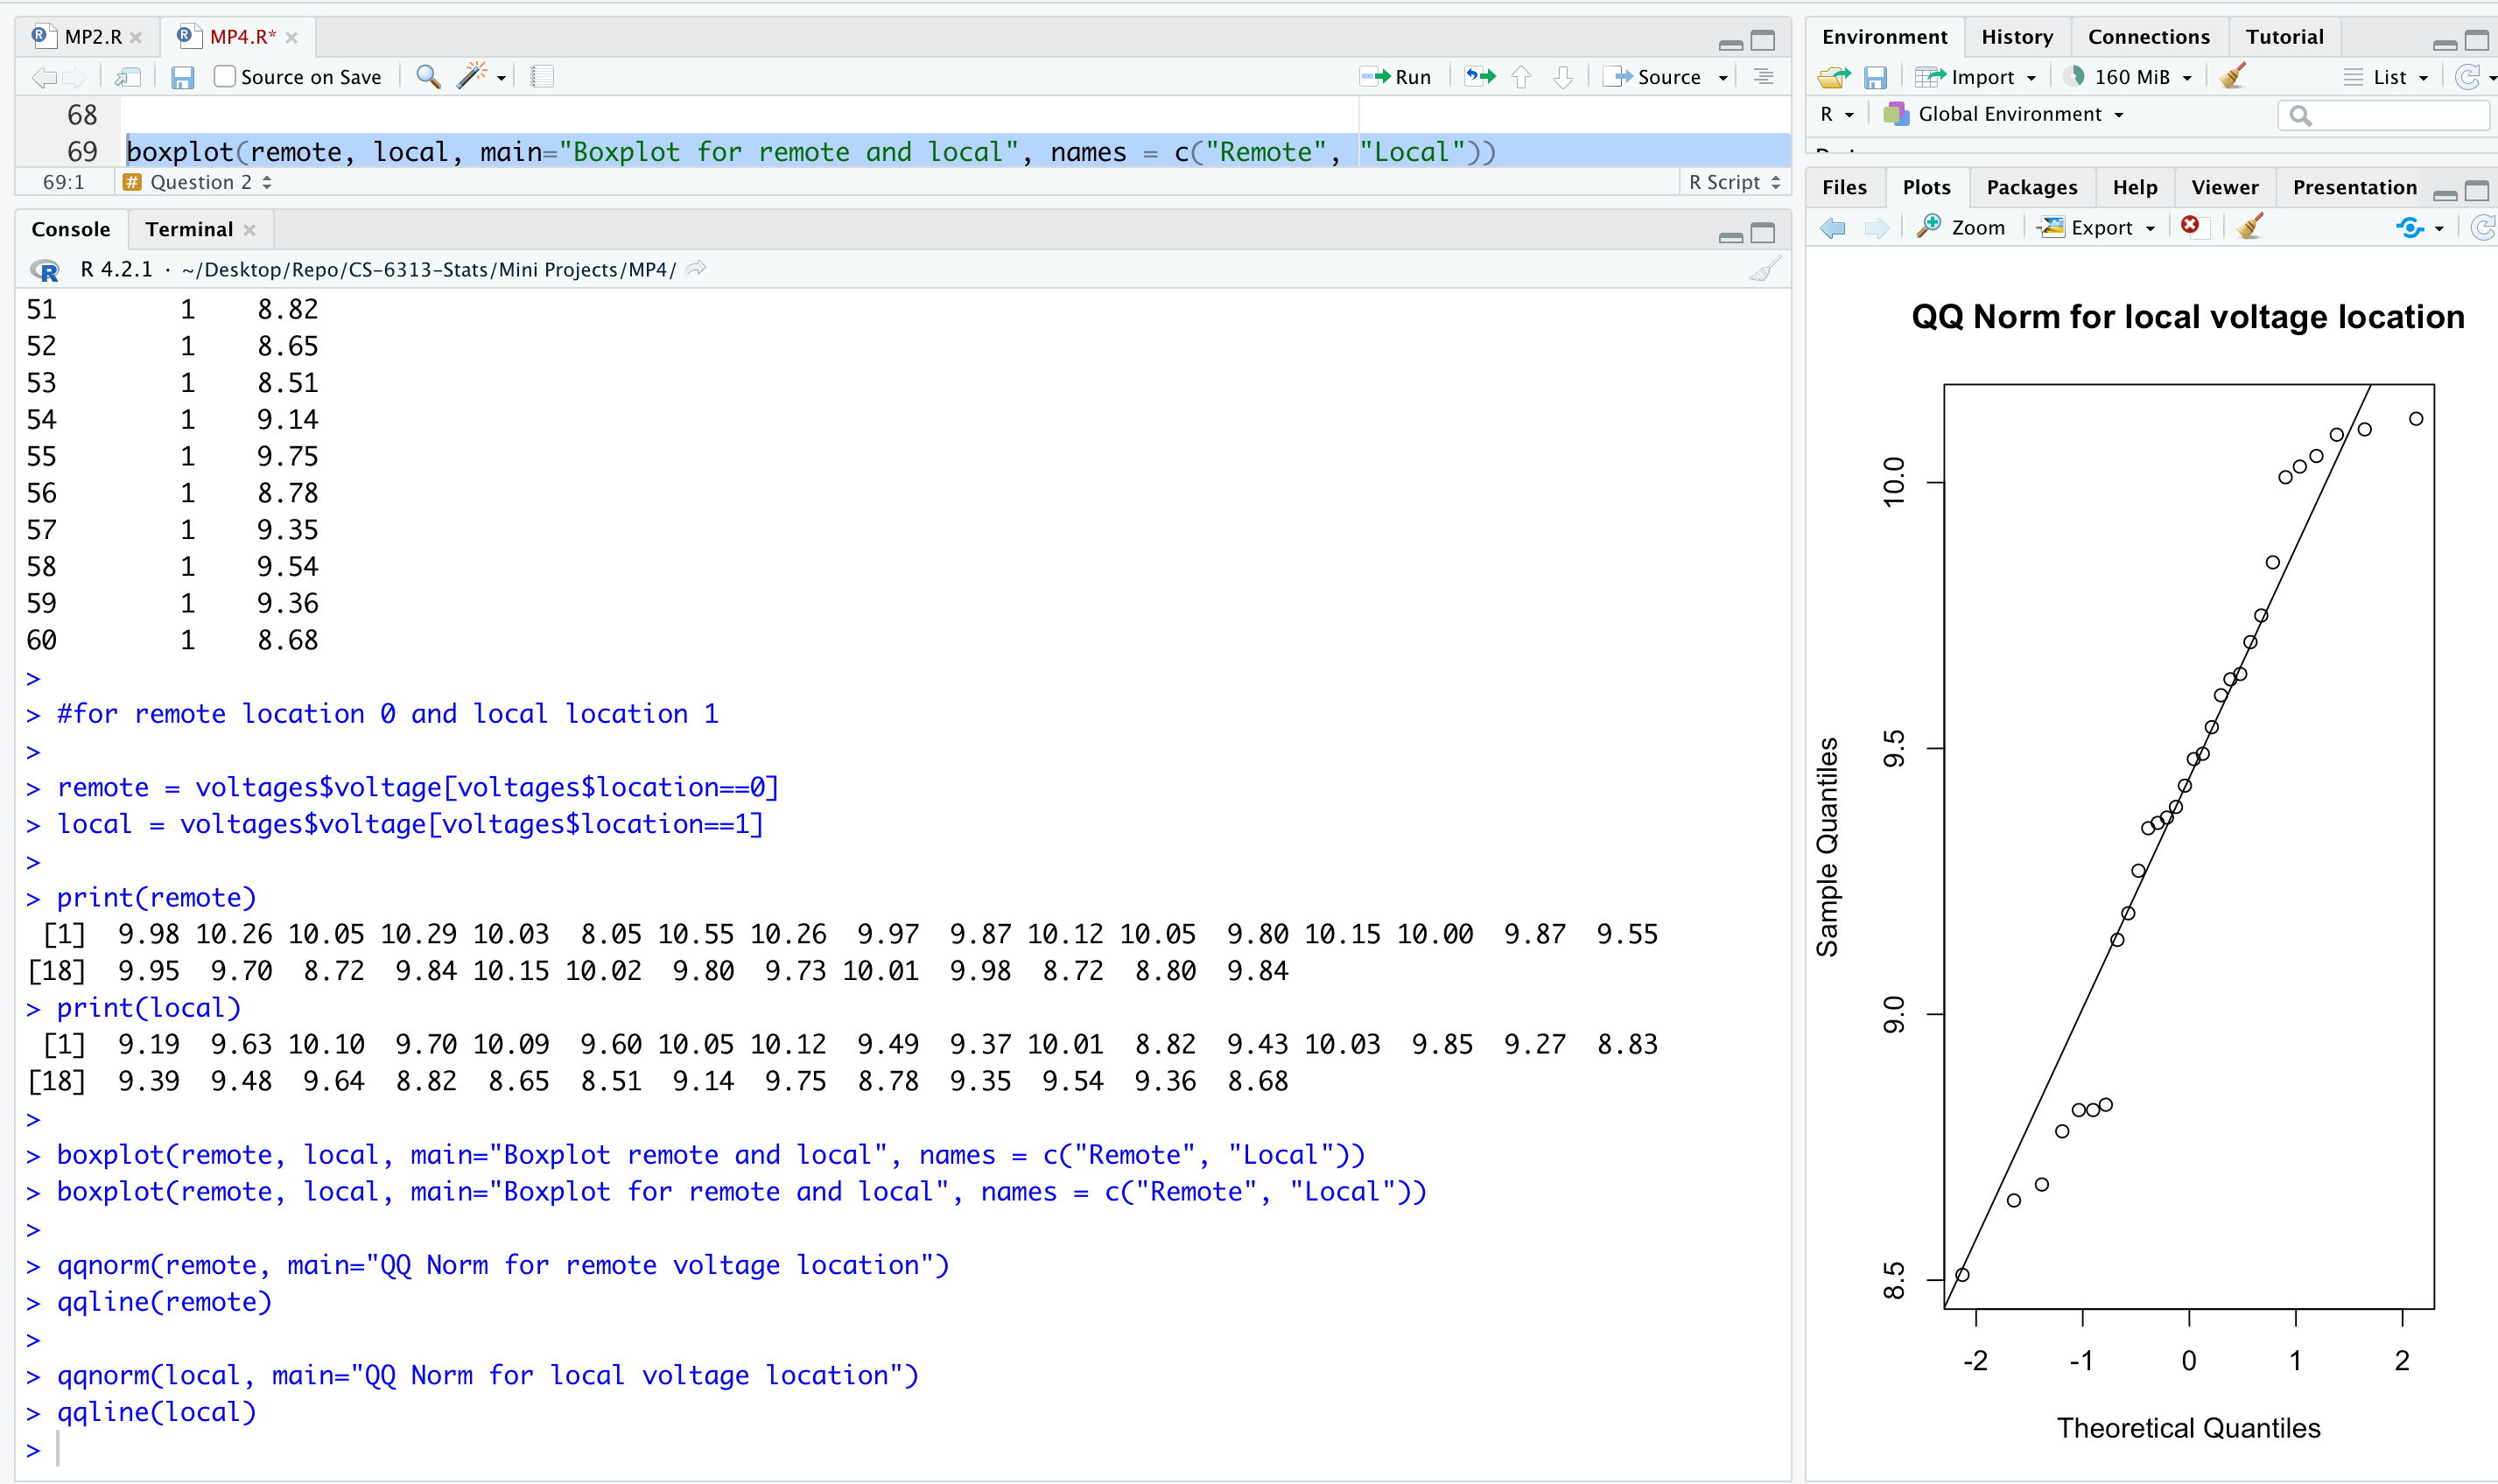 MP2.R
MP4.R*
Source on Save
Run
Source
68
69 boxplot(remote, local, main="Boxplot for remote and local", names = c("Remote", "Local"))
69:1 # Question 2 R Script
Console Terminal
R 4.2.1 · ~/Desktop/Repo/CS-6313-Stats/Mini Projects/MP4/
51 1 8.82
52 1 8.65
53 1 8.51
54 1 9.14
55 1 9.75
56 1 8.78
57 1 9.35
58 1 9.54
59 1 9.36
60 1 8.68
>
> #for remote location 0 and local location 1
>
> remote = voltages$voltage[voltages$location==0]
> local = voltages$voltage[voltages$location==1]
>
> print(remote)
[1] 9.98 10.26 10.05 10.29 10.03 8.05 10.55 10.26 9.97 9.87 10.12 10.05 9.80 10.15 10.00 9.87 9.55
[18] 9.95 9.70 8.72 9.84 10.15 10.02 9.80 9.73 10.01 9.98 8.72 8.80 9.84
> print(local)
[1] 9.19 9.63 10.10 9.70 10.09 9.60 10.05 10.12 9.49 9.37 10.01 8.82 9.43 10.03 9.85 9.27 8.83
[18] 9.39 9.48 9.64 8.82 8.65 8.51 9.14 9.75 8.78 9.35 9.54 9.36 8.68
>
> boxplot(remote, local, main="Boxplot remote and local", names = c("Remote", "Local"))
> boxplot(remote, local, main="Boxplot for remote and local", names = c("Remote", "Local"))
>
> qqnorm(remote, main="QQ Norm for remote voltage location")
> qqline(remote)
>
> qqnorm(local, main="QQ Norm for local voltage location")
> qqline(local)
>
Environment History Connections Tutorial
Import 160 MiB List
R Global Environment
Files Plots Packages Help Viewer Presentation
Zoom Export
QQ Norm for local voltage location
Sample Quantiles
10.0
9.5
9.0
8.5
-2 -1 0 1 2
Theoretical Quantiles